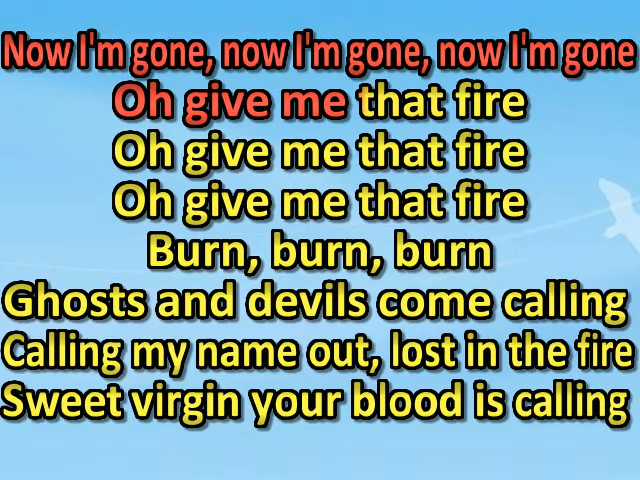 Now I'm gone, now I'm gone, now I'm gone
Oh give me that fire
Oh give me that fire
Oh give me that fire
Burn, burn, burn
Ghosts and devils come calling
Calling my name out, lost in the fire
Sweet virgin your blood is calling